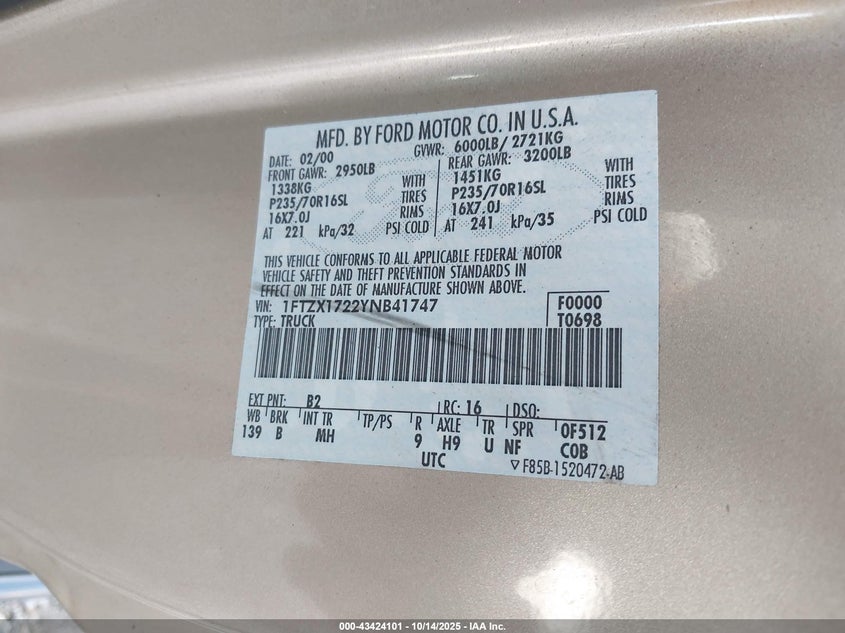 MFD. BY FORD MOTOR CO. IN U.S.A.
DATE: 02/00 GVWR: 6000LB/ 2721KG
FRONT GAWR: 2950LB REAR GAWR: 3200LB
1338KG WITH 1451KG WITH
P235/70R16SL TIRES P235/70R16SL TIRES
16X7.0J RIMS 16X7.0J RIMS
AT 221 kPa/32 PSI COLD AT 241 kPa/35 PSI COLD
THIS VEHICLE CONFORMS TO ALL APPLICABLE FEDERAL MOTOR
VEHICLE SAFETY AND THEFT PREVENTION STANDARDS IN
EFFECT ON THE DATE OF MANUFACTURE SHOWN ABOVE.
VIN: 1FTZX1722YNB41747 F0000
TYPE: TRUCK T0698
EXT PNT: B2 RC: 16 DSO:
WB BRK INT TR TP/PS R AXLE TR SPR 0F512
139 B MH 9 H9 U NF COB
UTC ▽F85B-1520472-AB
000-43424101 - 10/14/2025 - IAA Inc.